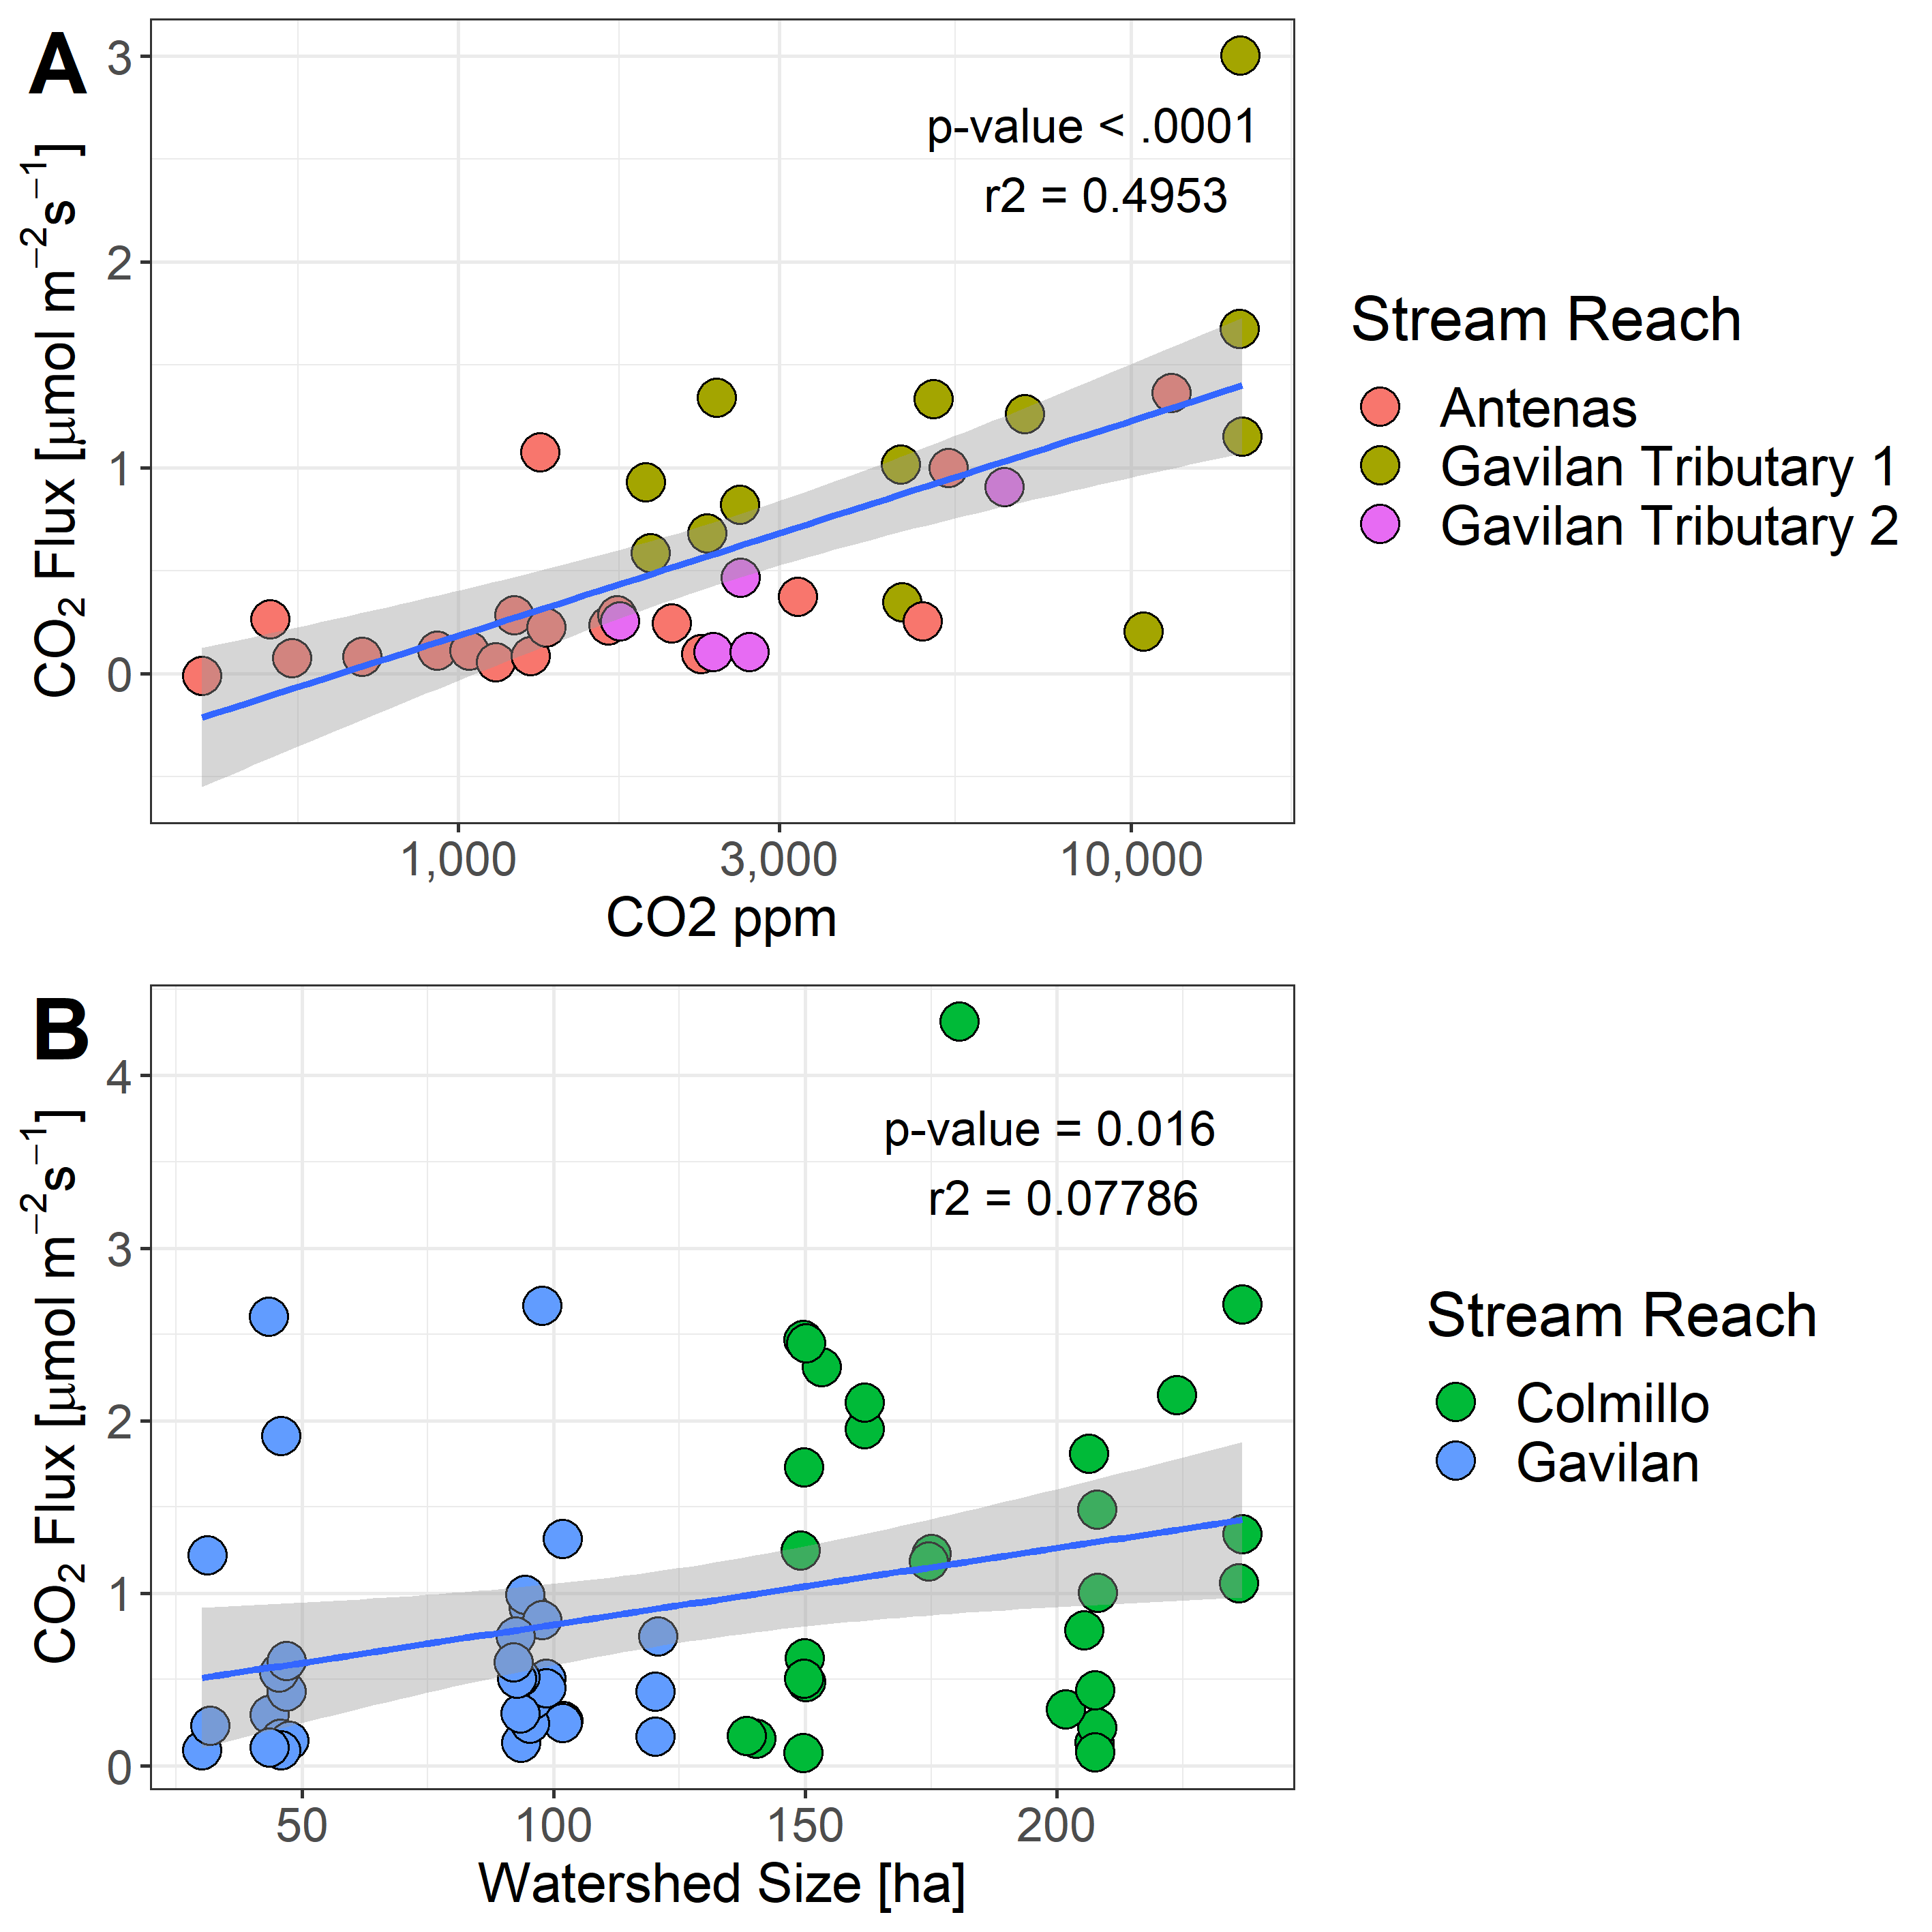 A
3
2
1
0
CO₂ Flux [μmol m⁻²s⁻¹]
p-value < .0001
r2 = 0.4953
1,000 3,000 10,000
CO2 ppm
Stream Reach
Antenas
Gavilan Tributary 1
Gavilan Tributary 2
B
4
3
2
1
0
CO₂ Flux [μmol m⁻²s⁻¹]
p-value = 0.016
r2 = 0.07786
50 100 150 200
Watershed Size [ha]
Stream Reach
Colmillo
Gavilan